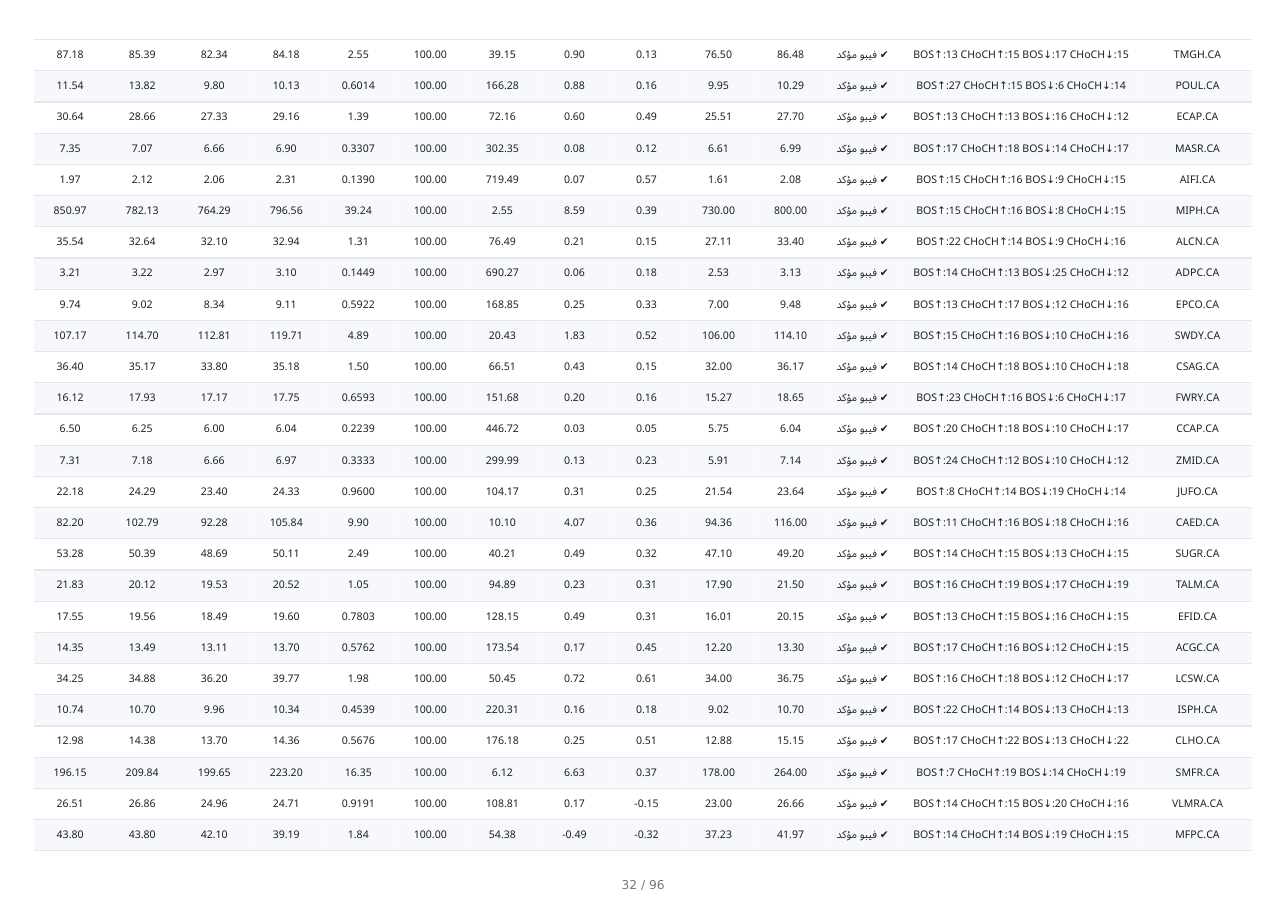 87.18 85.39 82.34 84.18 2.55 100.00 39.15 0.90 0.13 76.50 86.48 ✔ فيبو مؤكد BOS↑:13 CHoCH↑:15 BOS↓:17 CHoCH↓:15 TMGH.CA
11.54 13.82 9.80 10.13 0.6014 100.00 166.28 0.88 0.16 9.95 10.29 ✔ فيبو مؤكد BOS↑:27 CHoCH↑:15 BOS↓:6 CHoCH↓:14 POUL.CA
30.64 28.66 27.33 29.16 1.39 100.00 72.16 0.60 0.49 25.51 27.70 ✔ فيبو مؤكد BOS↑:13 CHoCH↑:13 BOS↓:16 CHoCH↓:12 ECAP.CA
7.35 7.07 6.66 6.90 0.3307 100.00 302.35 0.08 0.12 6.61 6.99 ✔ فيبو مؤكد BOS↑:17 CHoCH↑:18 BOS↓:14 CHoCH↓:17 MASR.CA
1.97 2.12 2.06 2.31 0.1390 100.00 719.49 0.07 0.57 1.61 2.08 ✔ فيبو مؤكد BOS↑:15 CHoCH↑:16 BOS↓:9 CHoCH↓:15 AIFI.CA
850.97 782.13 764.29 796.56 39.24 100.00 2.55 8.59 0.39 730.00 800.00 ✔ فيبو مؤكد BOS↑:15 CHoCH↑:16 BOS↓:8 CHoCH↓:15 MIPH.CA
35.54 32.64 32.10 32.94 1.31 100.00 76.49 0.21 0.15 27.11 33.40 ✔ فيبو مؤكد BOS↑:22 CHoCH↑:14 BOS↓:9 CHoCH↓:16 ALCN.CA
3.21 3.22 2.97 3.10 0.1449 100.00 690.27 0.06 0.18 2.53 3.13 ✔ فيبو مؤكد BOS↑:14 CHoCH↑:13 BOS↓:25 CHoCH↓:12 ADPC.CA
9.74 9.02 8.34 9.11 0.5922 100.00 168.85 0.25 0.33 7.00 9.48 ✔ فيبو مؤكد BOS↑:13 CHoCH↑:17 BOS↓:12 CHoCH↓:16 EPCO.CA
107.17 114.70 112.81 119.71 4.89 100.00 20.43 1.83 0.52 106.00 114.10 ✔ فيبو مؤكد BOS↑:15 CHoCH↑:16 BOS↓:10 CHoCH↓:16 SWDY.CA
36.40 35.17 33.80 35.18 1.50 100.00 66.51 0.43 0.15 32.00 36.17 ✔ فيبو مؤكد BOS↑:14 CHoCH↑:18 BOS↓:10 CHoCH↓:18 CSAG.CA
16.12 17.93 17.17 17.75 0.6593 100.00 151.68 0.20 0.16 15.27 18.65 ✔ فيبو مؤكد BOS↑:23 CHoCH↑:16 BOS↓:6 CHoCH↓:17 FWRY.CA
6.50 6.25 6.00 6.04 0.2239 100.00 446.72 0.03 0.05 5.75 6.04 ✔ فيبو مؤكد BOS↑:20 CHoCH↑:18 BOS↓:10 CHoCH↓:17 CCAP.CA
7.31 7.18 6.66 6.97 0.3333 100.00 299.99 0.13 0.23 5.91 7.14 ✔ فيبو مؤكد BOS↑:24 CHoCH↑:12 BOS↓:10 CHoCH↓:12 ZMID.CA
22.18 24.29 23.40 24.33 0.9600 100.00 104.17 0.31 0.25 21.54 23.64 ✔ فيبو مؤكد BOS↑:8 CHoCH↑:14 BOS↓:19 CHoCH↓:14 JUFO.CA
82.20 102.79 92.28 105.84 9.90 100.00 10.10 4.07 0.36 94.36 116.00 ✔ فيبو مؤكد BOS↑:11 CHoCH↑:16 BOS↓:18 CHoCH↓:16 CAED.CA
53.28 50.39 48.69 50.11 2.49 100.00 40.21 0.49 0.32 47.10 49.20 ✔ فيبو مؤكد BOS↑:14 CHoCH↑:15 BOS↓:13 CHoCH↓:15 SUGR.CA
21.83 20.12 19.53 20.52 1.05 100.00 94.89 0.23 0.31 17.90 21.50 ✔ فيبو مؤكد BOS↑:16 CHoCH↑:19 BOS↓:17 CHoCH↓:19 TALM.CA
17.55 19.56 18.49 19.60 0.7803 100.00 128.15 0.49 0.31 16.01 20.15 ✔ فيبو مؤكد BOS↑:13 CHoCH↑:15 BOS↓:16 CHoCH↓:15 EFID.CA
14.35 13.49 13.11 13.70 0.5762 100.00 173.54 0.17 0.45 12.20 13.30 ✔ فيبو مؤكد BOS↑:17 CHoCH↑:16 BOS↓:12 CHoCH↓:15 ACGC.CA
34.25 34.88 36.20 39.77 1.98 100.00 50.45 0.72 0.61 34.00 36.75 ✔ فيبو مؤكد BOS↑:16 CHoCH↑:18 BOS↓:12 CHoCH↓:17 LCSW.CA
10.74 10.70 9.96 10.34 0.4539 100.00 220.31 0.16 0.18 9.02 10.70 ✔ فيبو مؤكد BOS↑:22 CHoCH↑:14 BOS↓:13 CHoCH↓:13 ISPH.CA
12.98 14.38 13.70 14.36 0.5676 100.00 176.18 0.25 0.51 12.88 15.15 ✔ فيبو مؤكد BOS↑:17 CHoCH↑:22 BOS↓:13 CHoCH↓:22 CLHO.CA
196.15 209.84 199.65 223.20 16.35 100.00 6.12 6.63 0.37 178.00 264.00 ✔ فيبو مؤكد BOS↑:7 CHoCH↑:19 BOS↓:14 CHoCH↓:19 SMFR.CA
26.51 26.86 24.96 24.71 0.9191 100.00 108.81 0.17 -0.15 23.00 26.66 ✔ فيبو مؤكد BOS↑:14 CHoCH↑:15 BOS↓:20 CHoCH↓:16 VLMRA.CA
43.80 43.80 42.10 39.19 1.84 100.00 54.38 -0.49 -0.32 37.23 41.97 ✔ فيبو مؤكد BOS↑:14 CHoCH↑:14 BOS↓:19 CHoCH↓:15 MFPC.CA
32 / 96